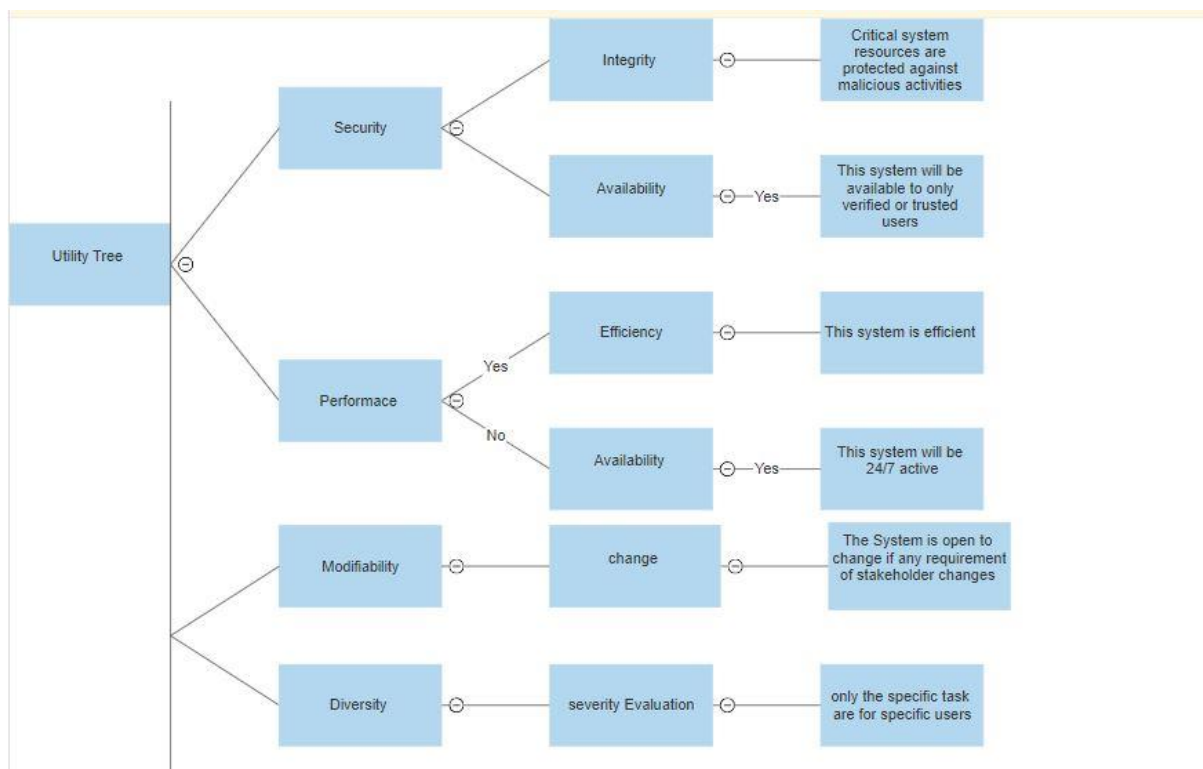 Integrity
Critical system
resources are
protected against
malicious activities
Security
Availability
Yes
This system will be
available to only
verified or trusted
users
Utility Tree
Efficiency
This system is efficient
Yes
Performace
No
Availability
Yes
This system will be
24/7 active
Modifiability
change
The System is open to
change if any requirement
of stakeholder changes
Diversity
severity Evaluation
only the specific task
are for specific users